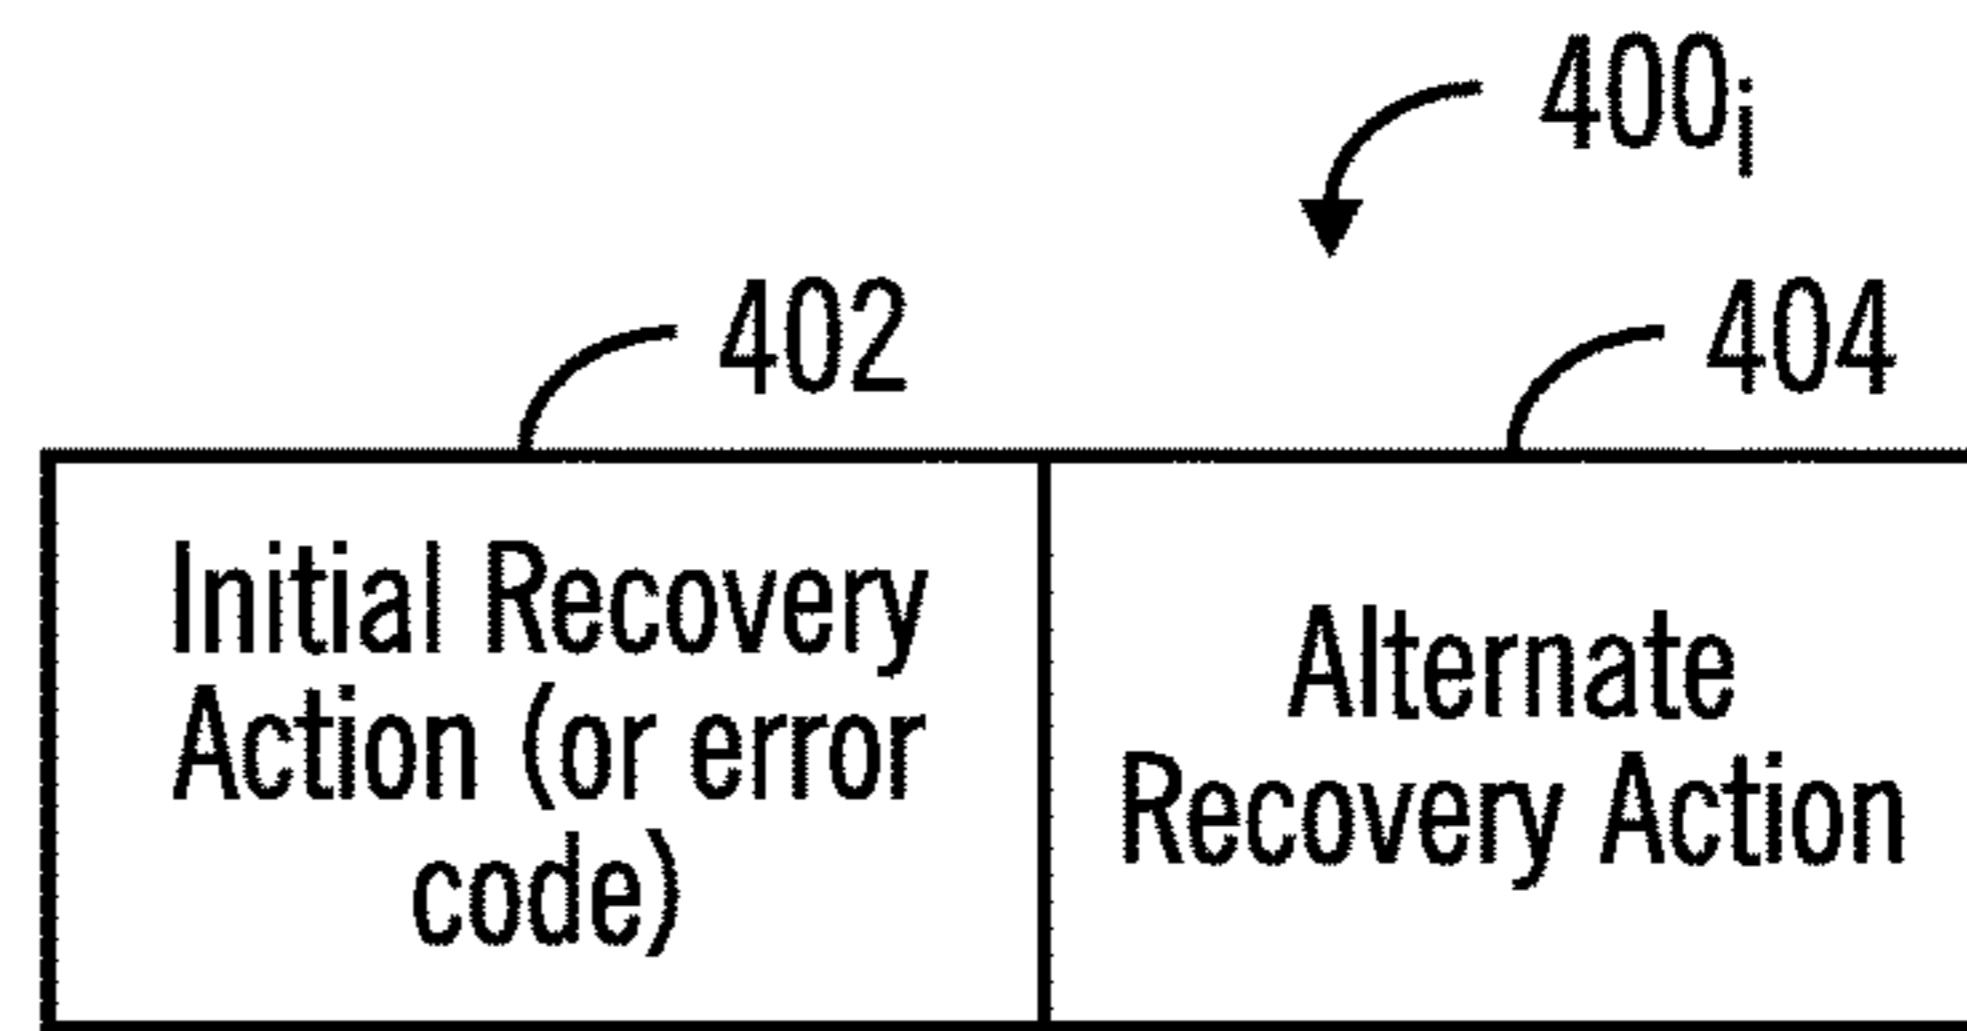 400i
402
404
Initial Recovery
Action (or error
code)
Alternate
Recovery Action